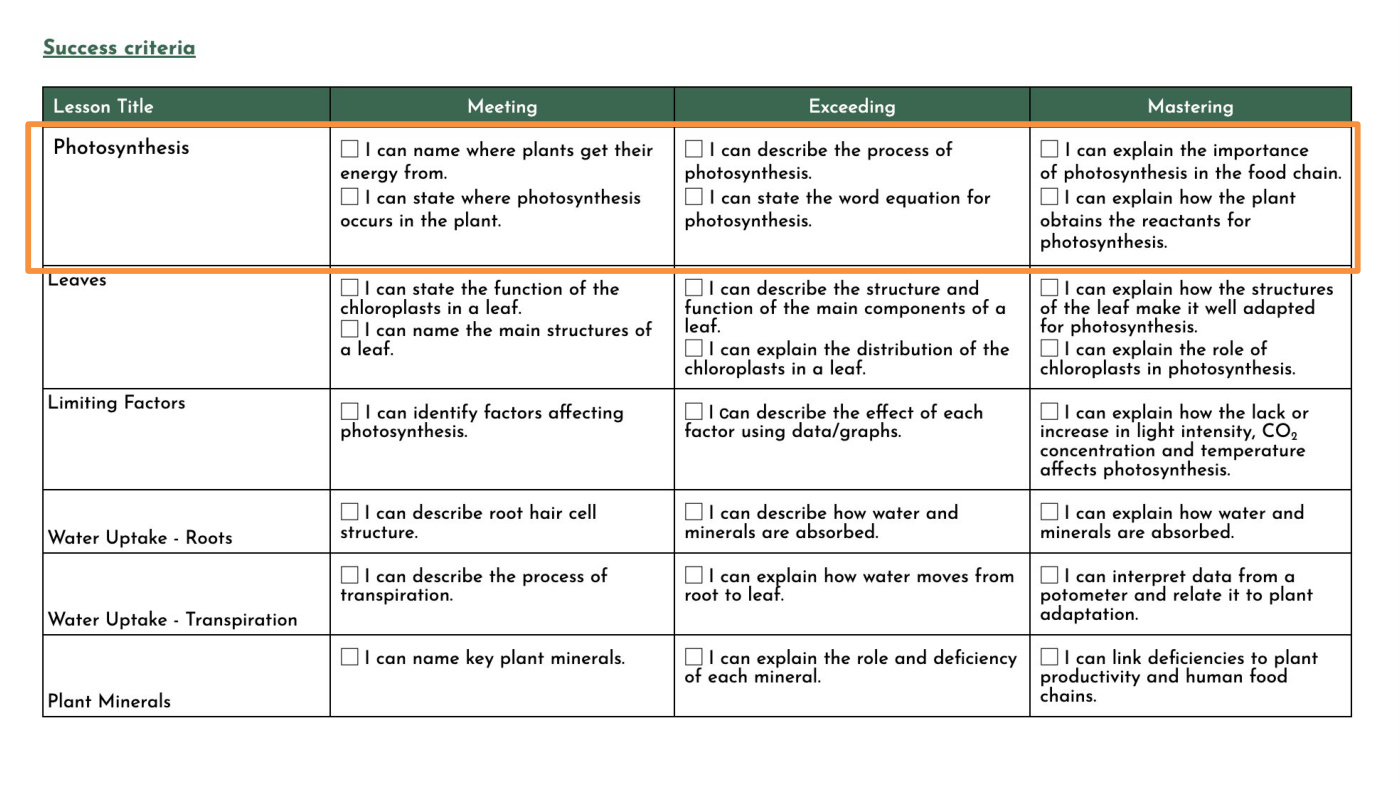 Success criteria
Lesson Title
Meeting
Exceeding
Mastering
Photosynthesis
☐ I can name where plants get their
energy from.
☐ I can state where photosynthesis
occurs in the plant.
☐ I can describe the process of
photosynthesis.
☐ I can state the word equation for
photosynthesis.
☐ I can explain the importance
of photosynthesis in the food chain.
☐ I can explain how the plant
obtains the reactants for
photosynthesis.
Leaves
☐ I can state the function of the
chloroplasts in a leaf.
☐ I can name the main structures of
a leaf.
☐ I can describe the structure and
function of the main components of a
leaf.
☐ I can explain the distribution of the
chloroplasts in a leaf.
☐ I can explain how the structures
of the leaf make it well adapted
for photosynthesis.
☐ I can explain the role of
chloroplasts in photosynthesis.
Limiting Factors
☐ I can identify factors affecting
photosynthesis.
☐ I can describe the effect of each
factor using data/graphs.
☐ I can explain how the lack or
increase in light intensity, CO₂
concentration and temperature
affects photosynthesis.
Water Uptake - Roots
☐ I can describe root hair cell
structure.
☐ I can describe how water and
minerals are absorbed.
☐ I can explain how water and
minerals are absorbed.
Water Uptake - Transpiration
☐ I can describe the process of
transpiration.
☐ I can explain how water moves from
root to leaf.
☐ I can interpret data from a
potometer and relate it to plant
adaptation.
Plant Minerals
☐ I can name key plant minerals.
☐ I can explain the role and deficiency
of each mineral.
☐ I can link deficiencies to plant
productivity and human food
chains.